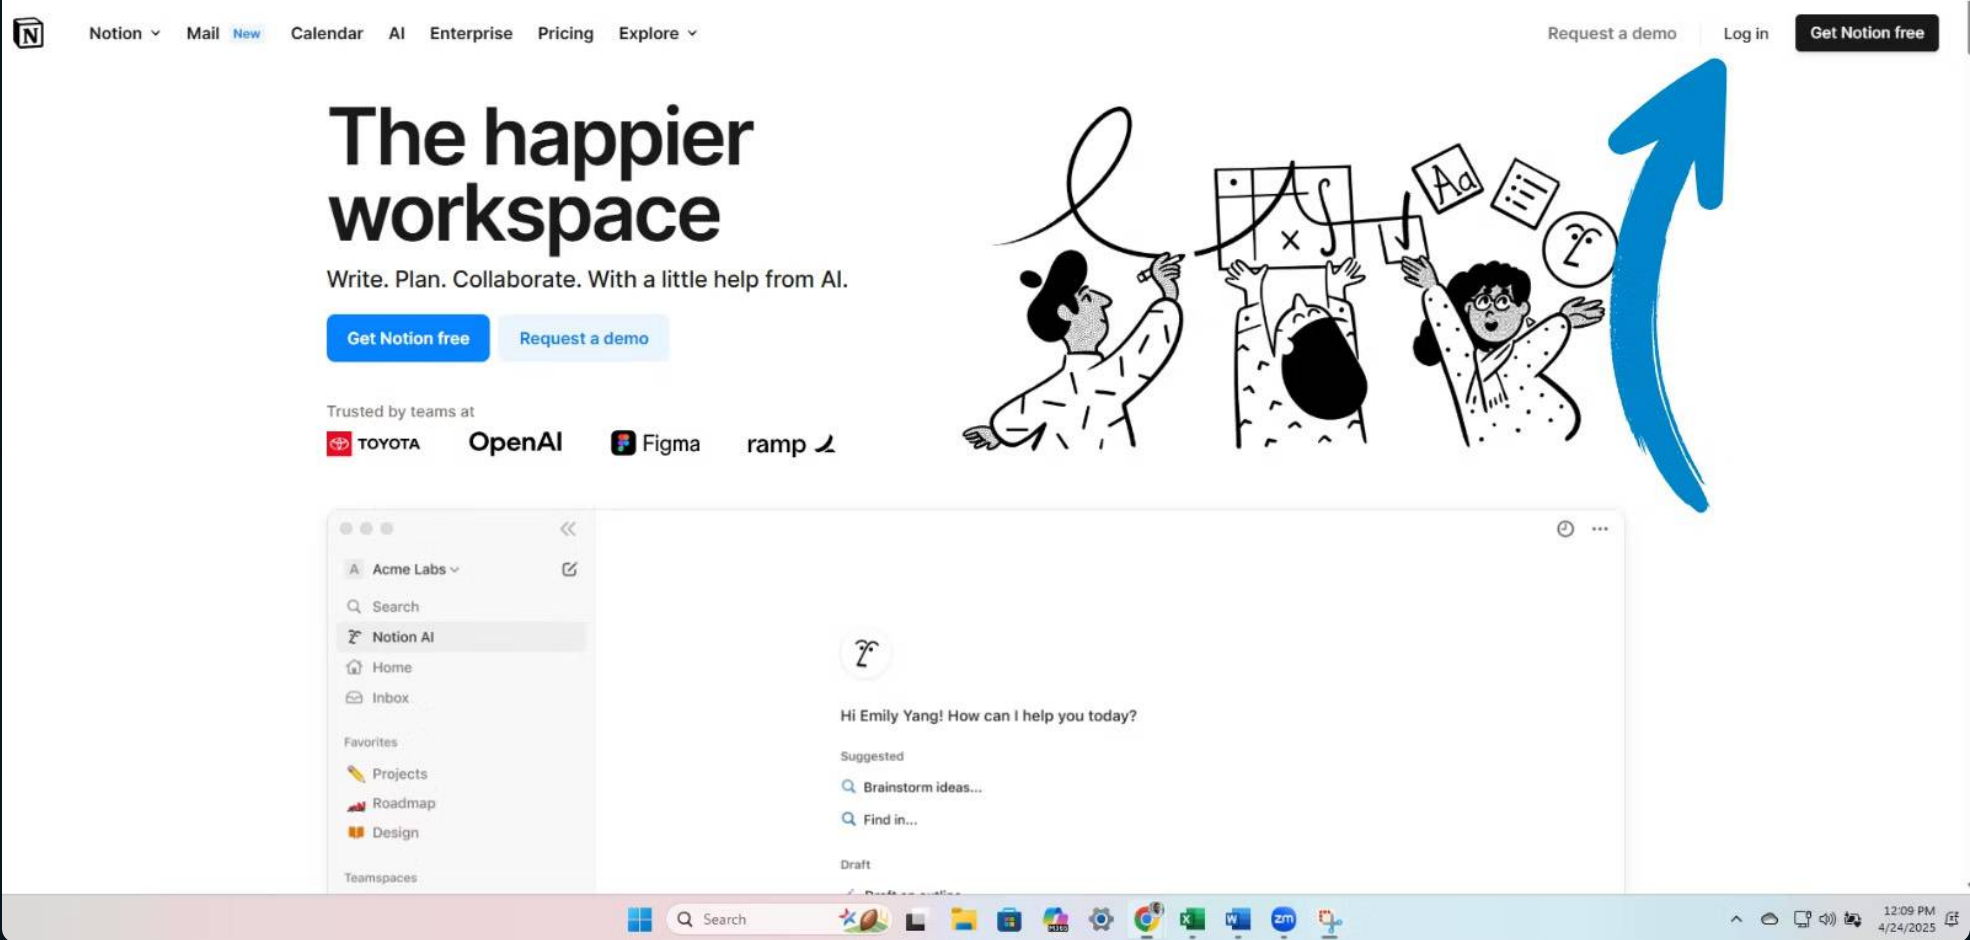 N Notion Mail New Calendar AI Enterprise Pricing Explore Request a demo Log in Get Notion free
The happier
workspace
Write. Plan. Collaborate. With a little help from AI.
Get Notion free Request a demo
Trusted by teams at
TOYOTA OpenAI Figma ramp
Aa
x
A Acme Labs
Search
Notion AI
Home
Inbox
Favorites
Projects
Roadmap
Design
Teamspaces
Hi Emily Yang! How can I help you today?
Suggested
Brainstorm ideas...
Find in...
Draft
Search
M365
zm
12:09 PM
4/24/2025